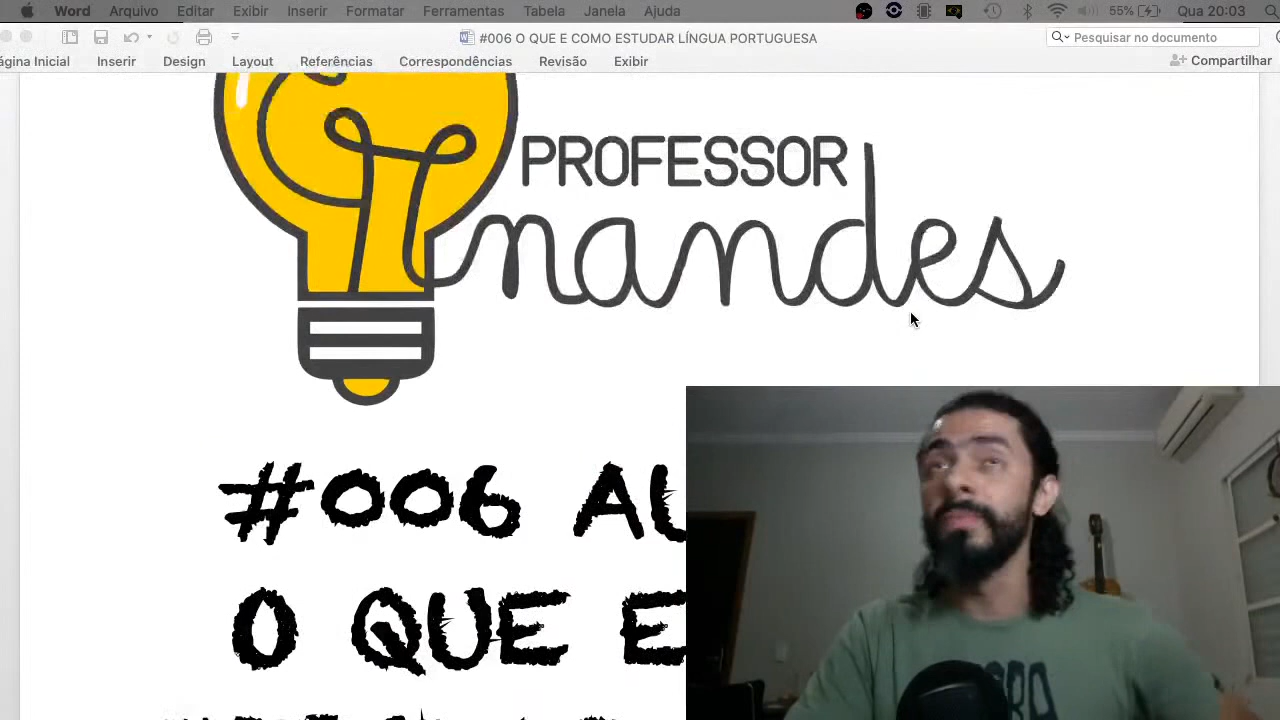 Word Arquivo Editar Exibir Inserir Formatar Ferramentas Tabela Janela Ajuda 55% Qua 20:03
#006 O QUE E COMO ESTUDAR LÍNGUA PORTUGUESA Pesquisar no documento
ágina Inicial Inserir Design Layout Referências Correspondências Revisão Exibir Compartilhar
PROFESSOR
nandes
#006 AU
O QUE E